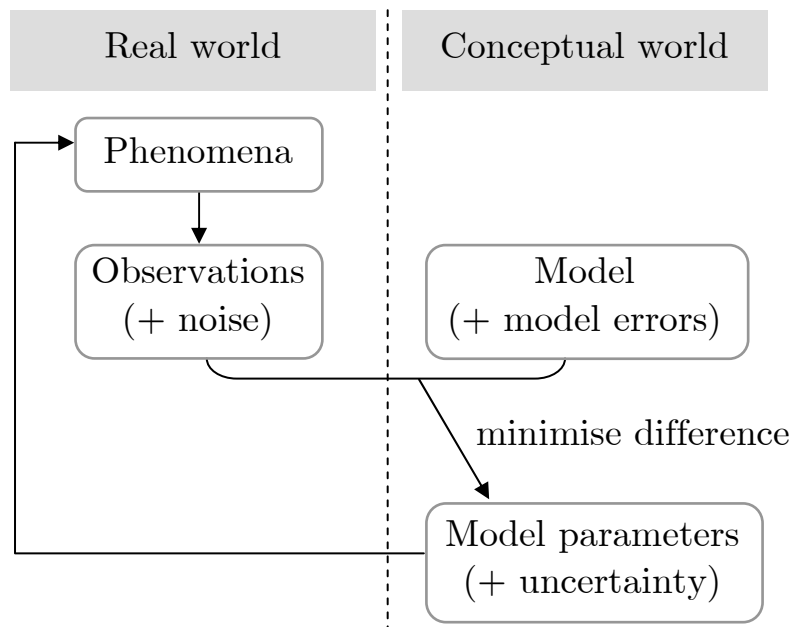 Real world
Conceptual world
Phenomena
Observations
(+ noise)
Model
(+ model errors)
minimise difference
Model parameters
(+ uncertainty)